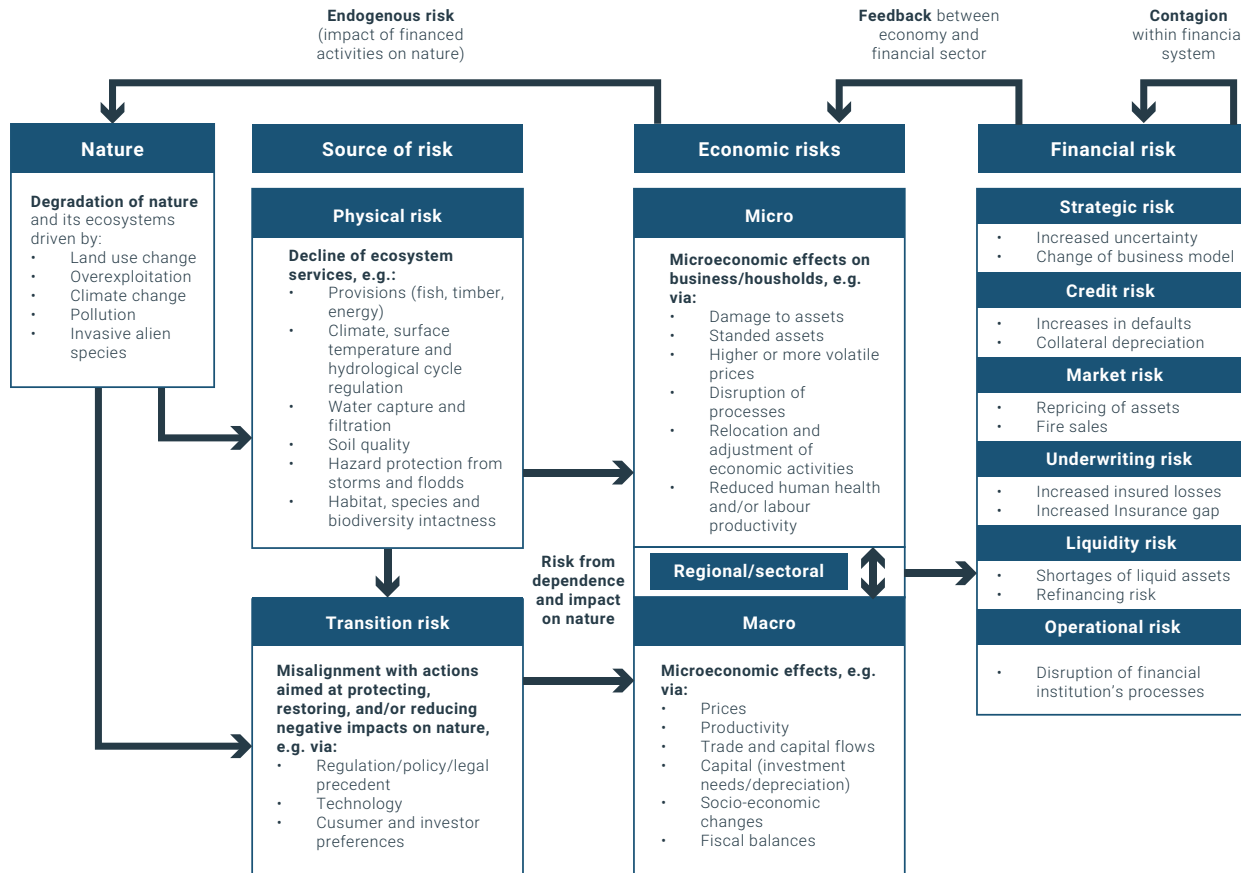 Endogenous risk
(impact of financed
activities on nature)
Feedback between
economy and
financial sector
Contagion
within financial
system
Nature
Degradation of nature
and its ecosystems
driven by:
• Land use change
• Overexploitation
• Climate change
• Pollution
• Invasive alien
species
Source of risk
Physical risk
Decline of ecosystem
services, e.g.:
• Provisions (fish, timber,
energy)
• Climate, surface
temperature and
hydrological cycle
regulation
• Water capture and
filtration
• Soil quality
• Hazard protection from
storms and flodds
• Habitat, species and
biodiversity intactness
Transition risk
Misalignment with actions
aimed at protecting,
restoring, and/or reducing
negative impacts on nature,
e.g. via:
• Regulation/policy/legal
precedent
• Technology
• Cusumer and investor
preferences
Risk from
dependence
and impact
on nature
Economic risks
Micro
Microeconomic effects on
business/housholds, e.g.
via:
• Damage to assets
• Standed assets
• Higher or more volatile
prices
• Disruption of
processes
• Relocation and
adjustment of
economic activities
• Reduced human health
and/or labour
productivity
Regional/sectoral
Macro
Microeconomic effects, e.g.
via:
• Prices
• Productivity
• Trade and capital flows
• Capital (investment
needs/depreciation)
• Socio-economic
changes
• Fiscal balances
Financial risk
Strategic risk
• Increased uncertainty
• Change of business model
Credit risk
• Increases in defaults
• Collateral depreciation
Market risk
• Repricing of assets
• Fire sales
Underwriting risk
• Increased insured losses
• Increased Insurance gap
Liquidity risk
• Shortages of liquid assets
• Refinancing risk
Operational risk
• Disruption of financial
institution's processes